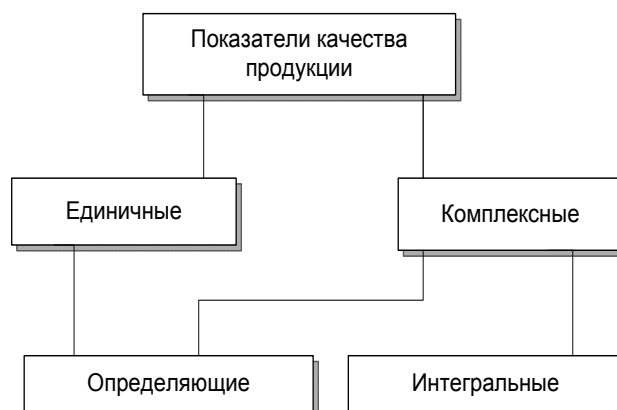 Показатели качества
продукции
Единичные
Комплексные
Определяющие
Интегральные